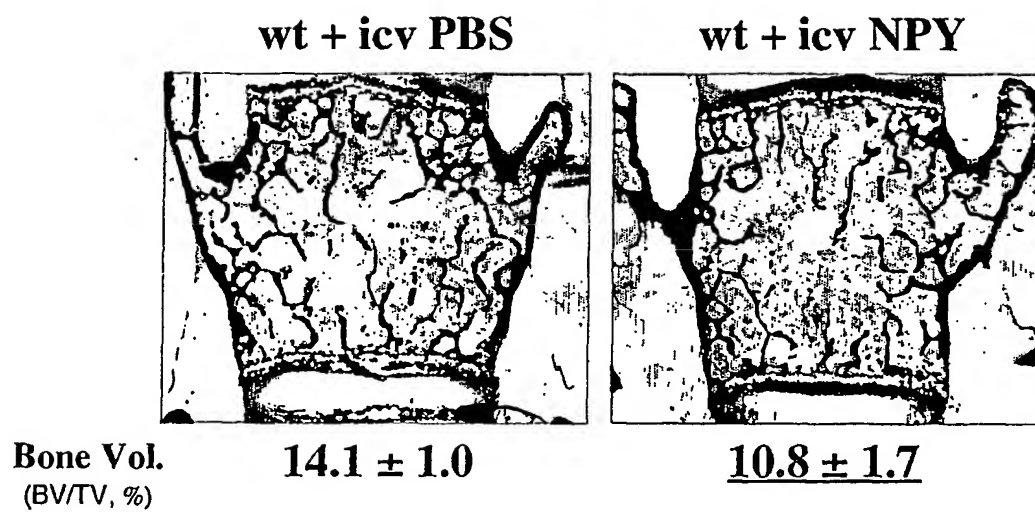 wt + icv PBS wt + icv NPY
Bone Vol. 14.1 ± 1.0 10.8 ± 1.7
(BV/TV, %)